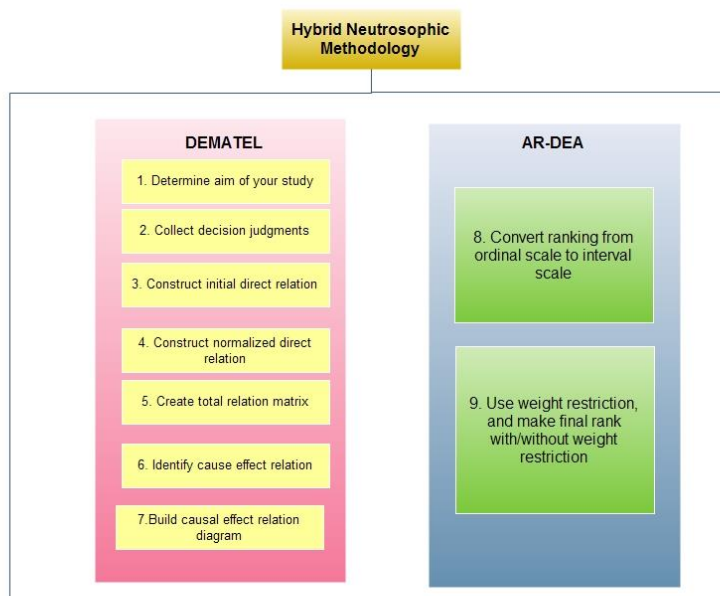 Hybrid Neutrosophic
Methodology
DEMATEL
1. Determine aim of your study
2. Collect decision judgments
3. Construct initial direct relation
4. Construct normalized direct
relation
5. Create total relation matrix
6. Identify cause effect relation
7.Build causal effect relation
diagram
AR-DEA
8. Convert ranking from
ordinal scale to interval
scale
9. Use weight restriction,
and make final rank
with/without weight
restriction